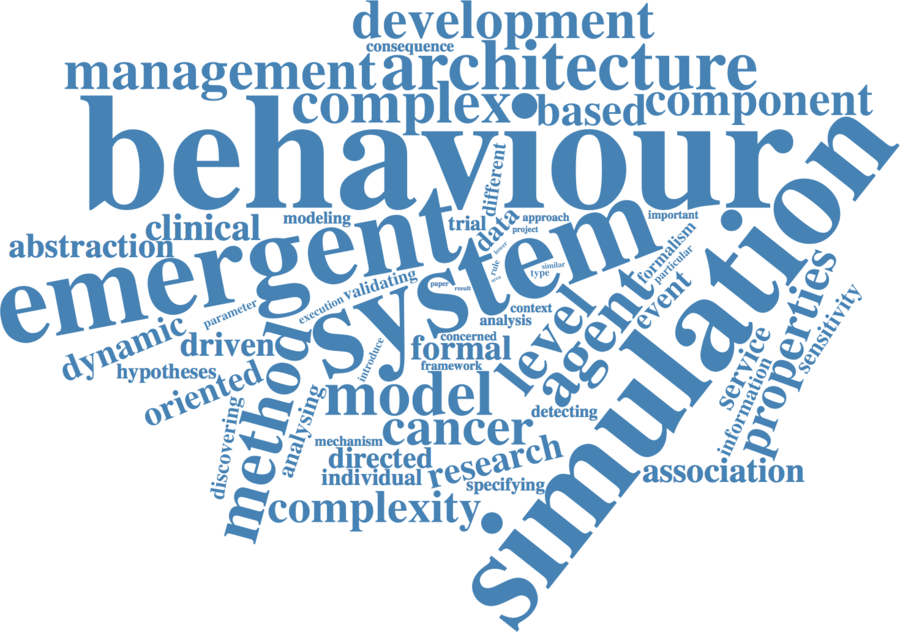 development
consequence
management
architecture
complex
based
component
behaviour
simulation
different
clinical
modeling
trial
data
approach
important
project
abstraction
emergent
system
lower
rule
area
similar
type
formalism
particular
validating
paper
result
parameter
execution
context
analysis
event
properties
sensitivity
dynamic
driven
method
introduce
concerned
formal
framework
level
agent
service
hypotheses
oriented
model
information
discovering
analysing
detecting
cancer
mechanism
directed
research
individual
specifying
association
complexity